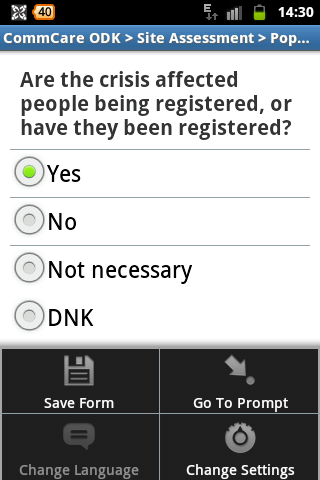 40
E
14:30
CommCare ODK > Site Assessment > Pop...
Are the crisis affected
people being registered, or
have they been registered?
Yes
No
Not necessary
DNK
Save Form
Go To Prompt
Change Language
Change Settings